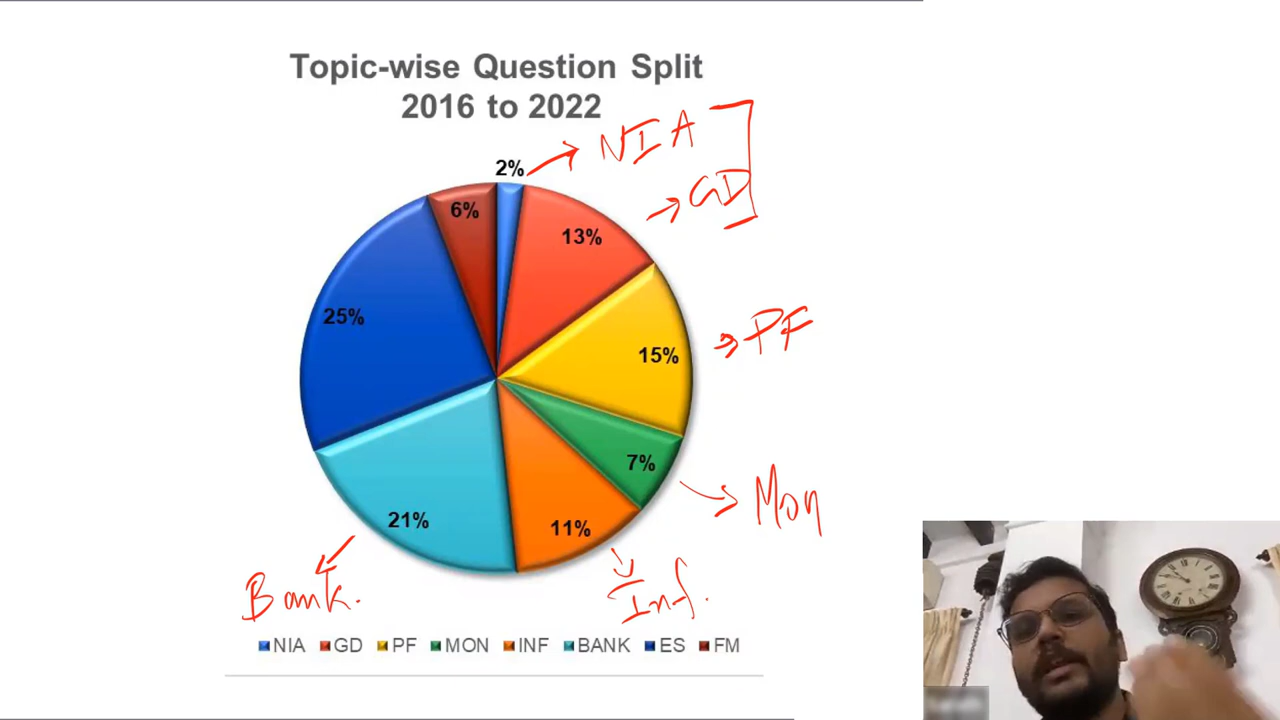 Topic-wise Question Split
2016 to 2022
2% NIA
6%
13% GD
25%
15% PF
7% Mon
21% Bank.
11% Inf.
NIA GD PF MON INF BANK ES FM